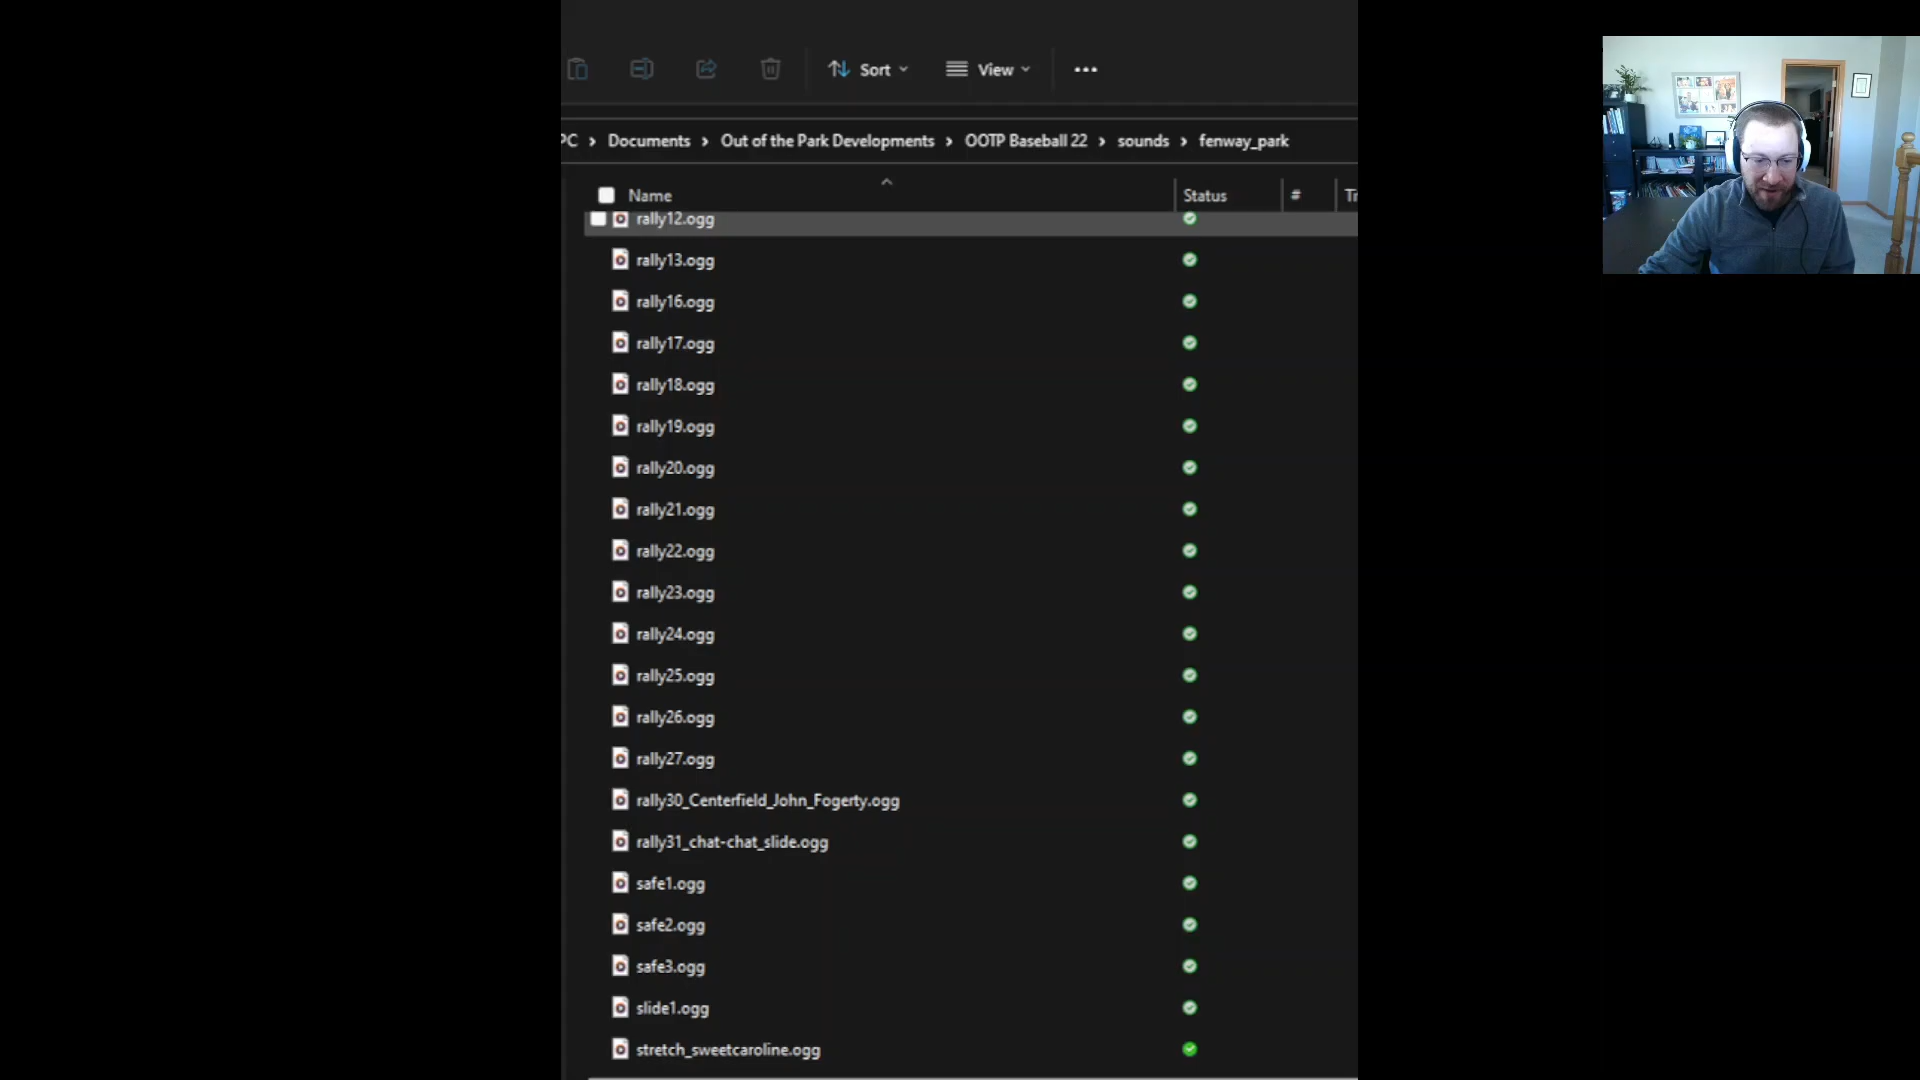 Sort
View
PC > Documents > Out of the Park Developments > OOTP Baseball 22 > sounds > fenway_park
Name Status #
rally12.ogg
rally13.ogg
rally16.ogg
rally17.ogg
rally18.ogg
rally19.ogg
rally20.ogg
rally21.ogg
rally22.ogg
rally23.ogg
rally24.ogg
rally25.ogg
rally26.ogg
rally27.ogg
rally30_Centerfield_John_Fogerty.ogg
rally31_chat-chat_slide.ogg
safe1.ogg
safe2.ogg
safe3.ogg
slide1.ogg
stretch_sweetcaroline.ogg